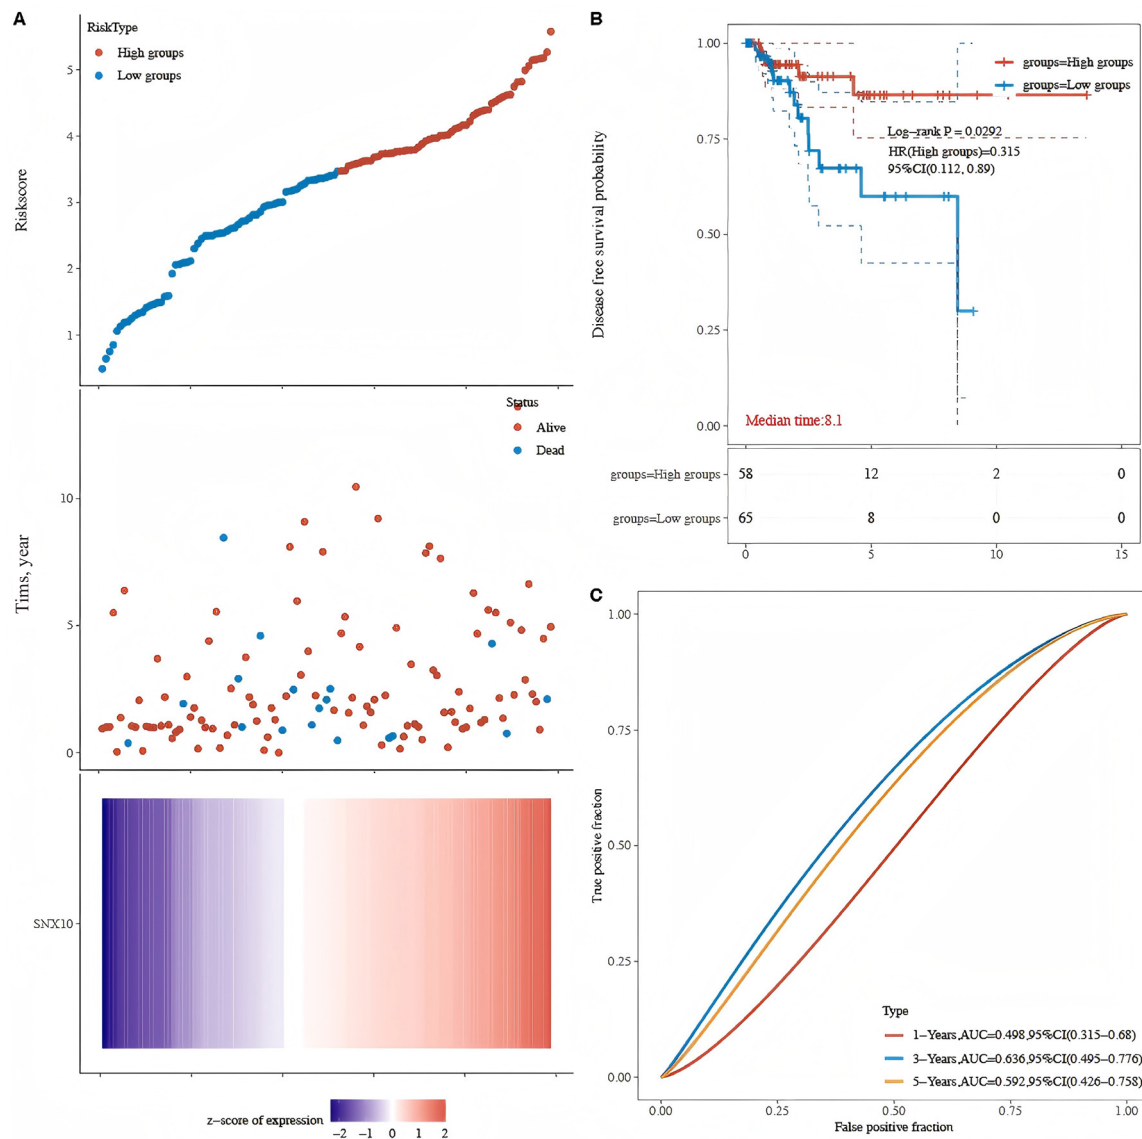 A
RiskType
High groups
Low groups
Riskscore
5
4
3
2
1
Status
Alive
Dead
Tims, year
10
5
0
SNX10
z−score of expression
−2 −1 0 1 2
B
Disease free survival probability
1.00
0.75
0.50
0.25
0.00
groups=High groups
groups=Low groups
Log−rank P = 0.0292
HR(High groups)=0.315
95%CI(0.112, 0.89)
Median time:8.1
groups=High groups 58 12 2 0
groups=Low groups 65 8 0 0
0 5 10 15
C
True positive fraction
1.00
0.75
0.50
0.25
0.00
Type
1−Years,AUC=0.498,95%CI(0.315−0.68)
3−Years,AUC=0.636,95%CI(0.495−0.776)
5−Years,AUC=0.592,95%CI(0.426−0.758)
0.00 0.25 0.50 0.75 1.00
False positive fraction